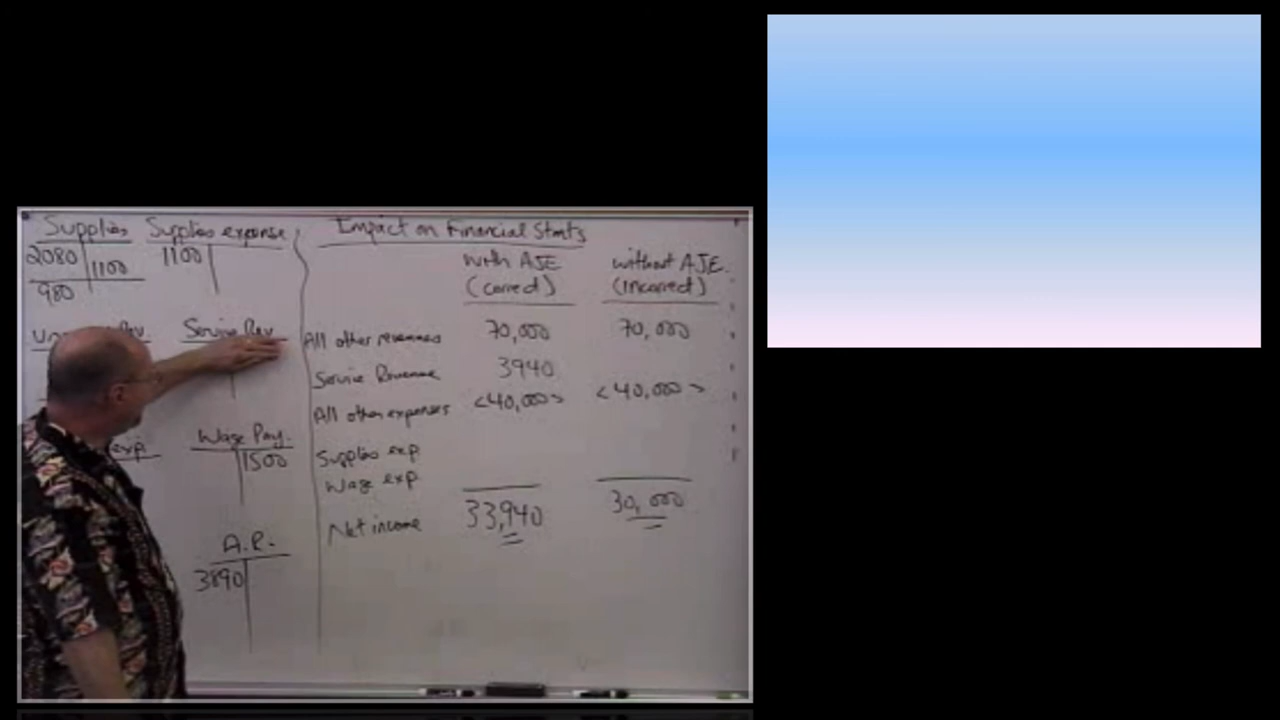 Supplies Supplies expense
2080 1100 1100
980
Rev. Service Rev
exp. Wage Pay.
1500
A.R.
3890
Impact on Financial Stmts
with AJE without AJE.
(correct) (Incorrect)
All other revenues 70,000 70,000
Service Revenue 3940
All other expenses <40,000> <40,000>
Supplies exp
Wage exp
Net income 33,940 30,000